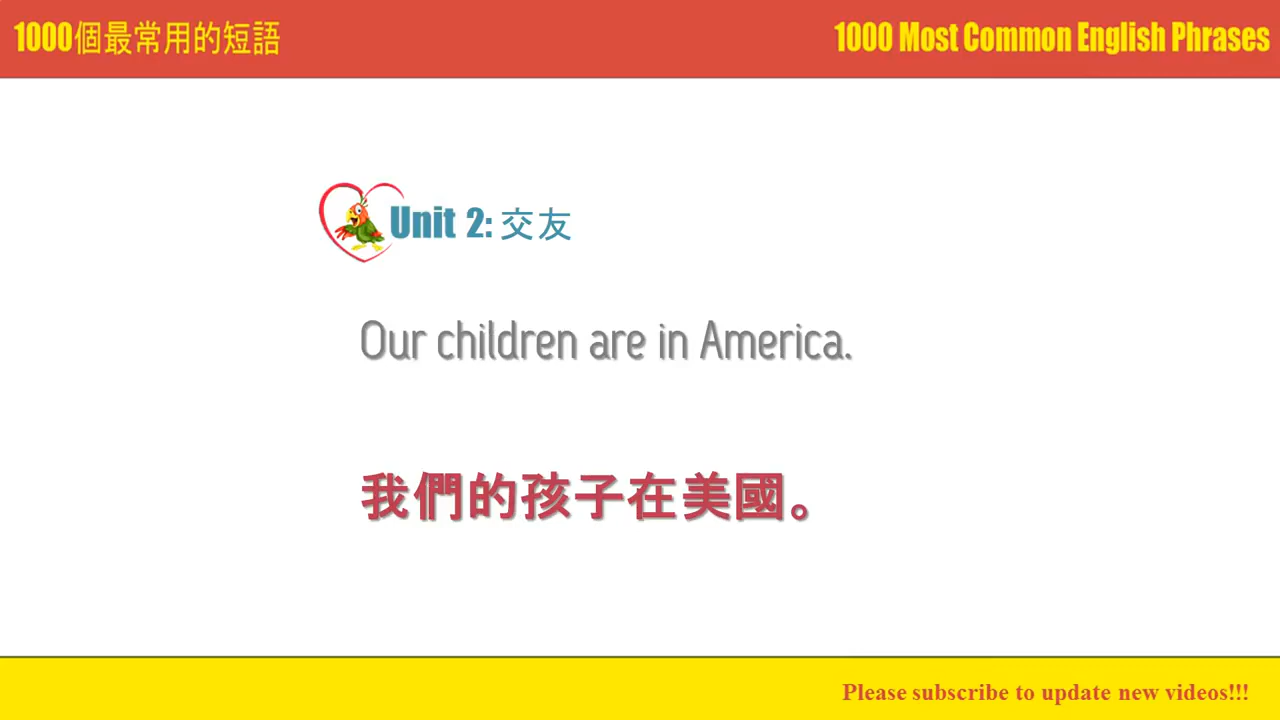 1000個最常用的短語
1000 Most Common English Phrases
Unit 2: 交友
Our children are in America.
我們的孩子在美國。
Please subscribe to update new videos!!!